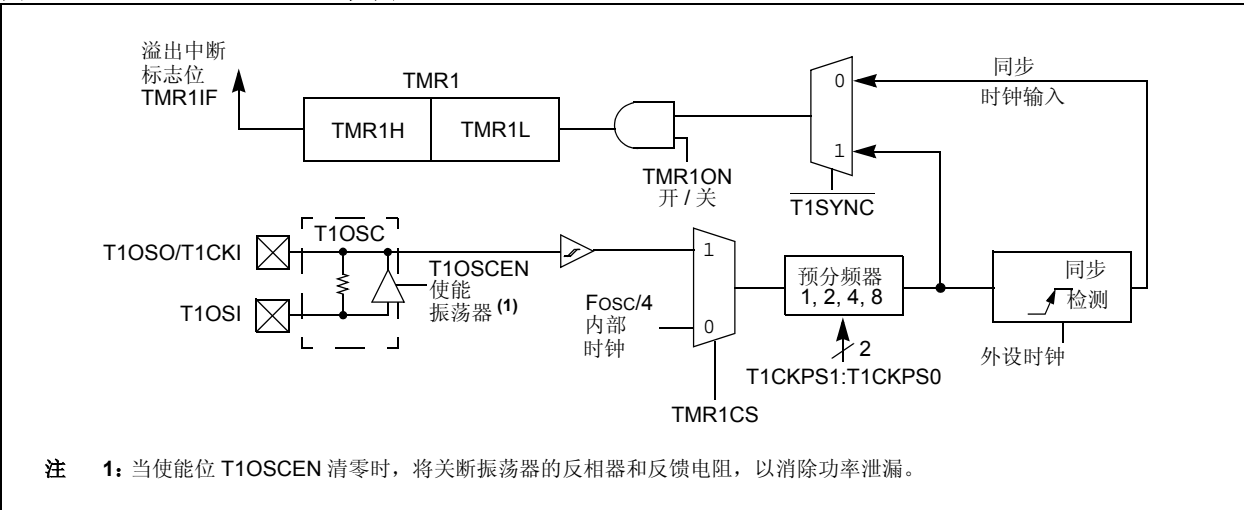 溢出中断
标志位
TMR1IF
TMR1
TMR1H
TMR1L
TMR1ON
开 / 关
0
1
T1SYNC
同步
时钟输入
T1OSC
T1OSO/T1CKI
T1OSI
T1OSCEN
使能
振荡器 (1)
FOSC/4
内部
时钟
1
0
TMR1CS
预分频器
1, 2, 4, 8
2
T1CKPS1:T1CKPS0
同步
检测
外设时钟
注 1: 当使能位 T1OSCEN 清零时，将关断振荡器的反相器和反馈电阻，以消除功率泄漏。